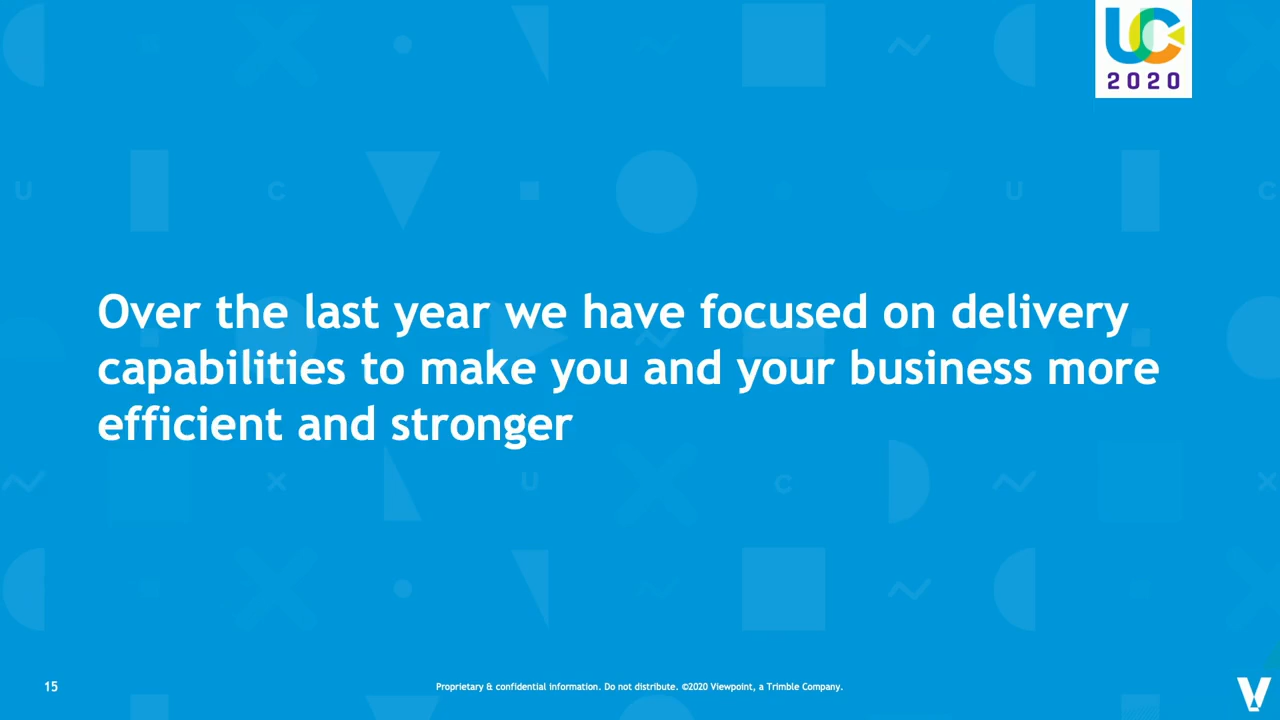 UC
2020
U C U C
Over the last year we have focused on delivery
capabilities to make you and your business more
efficient and stronger
U C
15
Proprietary & confidential information. Do not distribute. ©2020 Viewpoint, a Trimble Company.